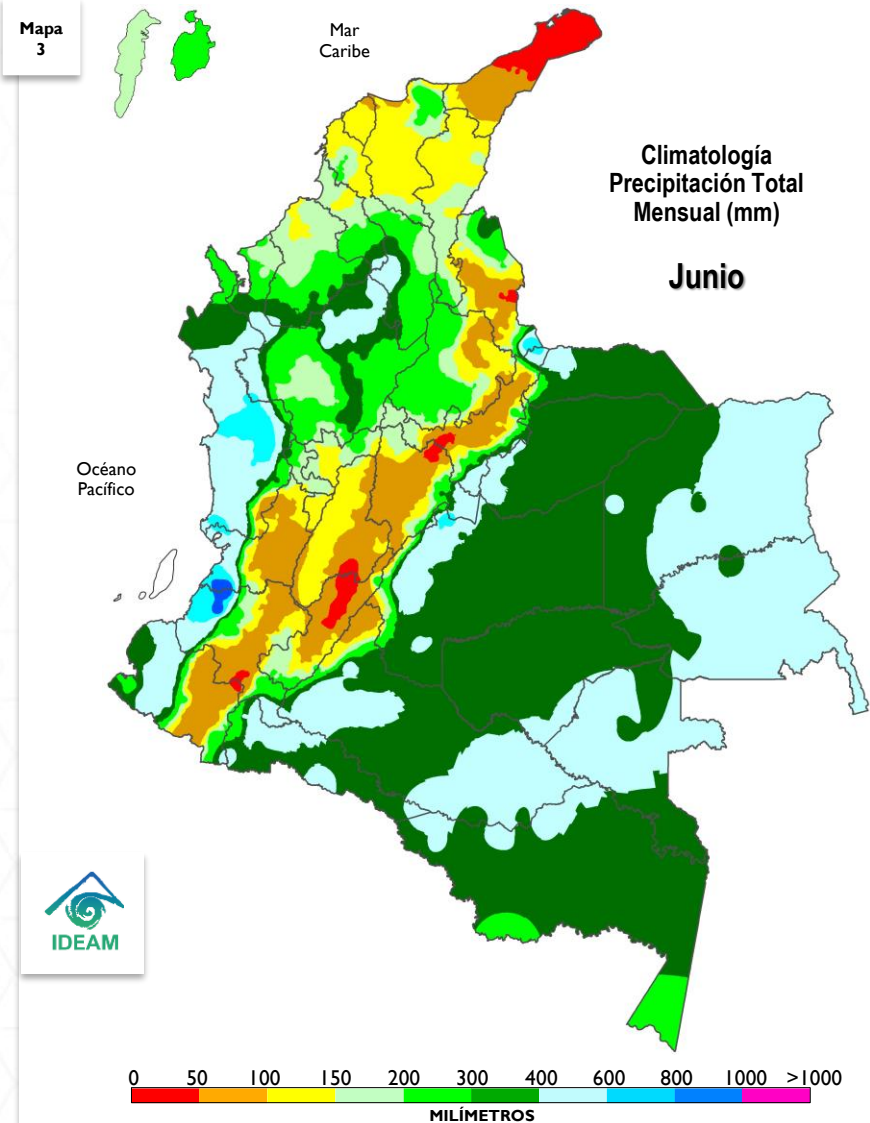 Mapa
3
Mar
Caribe
Climatología
Precipitación Total
Mensual (mm)
Junio
Océano
Pacífico
IDEAM
0 50 100 150 200 300 400 600 800 1000 >1000
MILÍMETROS